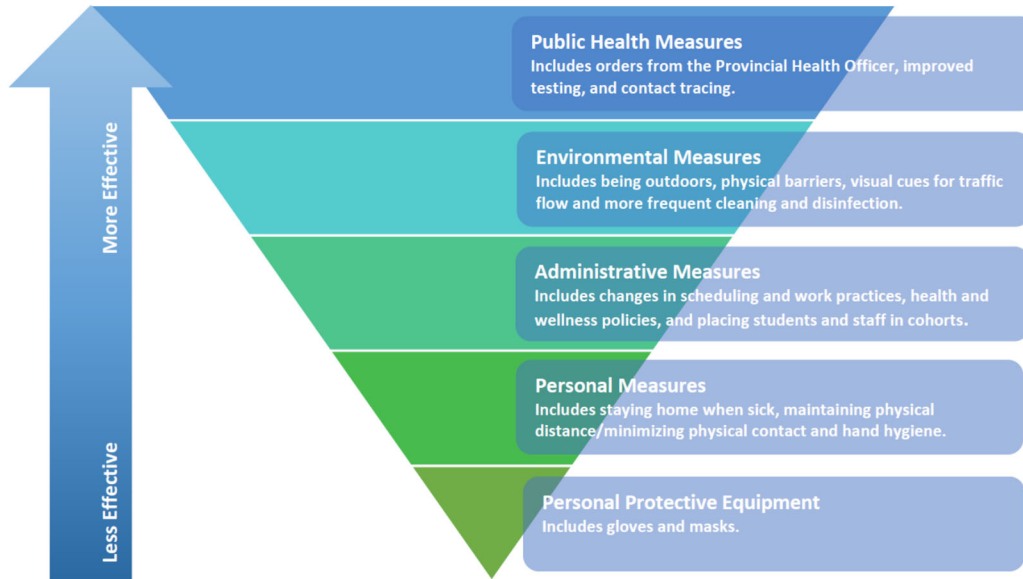 More Effective
Less Effective
Public Health Measures
Includes orders from the Provincial Health Officer, improved
testing, and contact tracing.
Environmental Measures
Includes being outdoors, physical barriers, visual cues for traffic
flow and more frequent cleaning and disinfection.
Administrative Measures
Includes changes in scheduling and work practices, health and
wellness policies, and placing students and staff in cohorts.
Personal Measures
Includes staying home when sick, maintaining physical
distance/minimizing physical contact and hand hygiene.
Personal Protective Equipment
Includes gloves and masks.